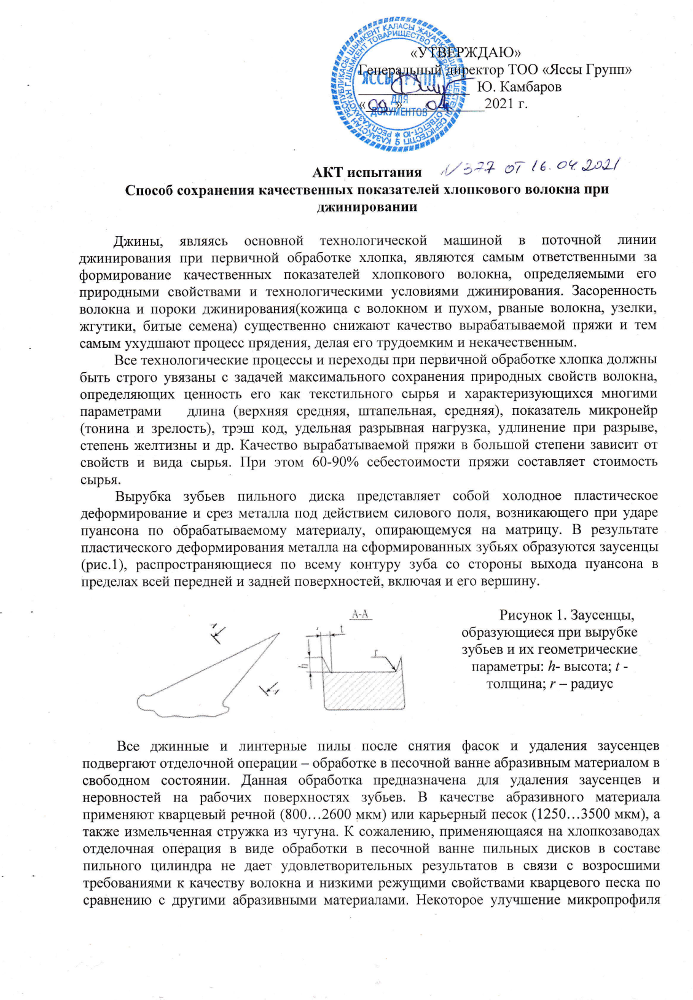 «УТВЕРЖДАЮ»
Генеральный директор ТОО «Яссы Групп»
Ю. Камбаров
« » 04 2021 г.
ЯССЫ ГРУПП
ДЛЯ
ДОКУМЕНТОВ
АКТ испытания N 377 от 16.04.2021
Способ сохранения качественных показателей хлопкового волокна при
джинировании
Джины, являясь основной технологической машиной в поточной линии
джинирования при первичной обработке хлопка, являются самым ответственными за
формирование качественных показателей хлопкового волокна, определяемыми его
природными свойствами и технологическими условиями джинирования. Засоренность
волокна и пороки джинирования(кожица с волокном и пухом, рваные волокна, узелки,
жгутики, битые семена) существенно снижают качество вырабатываемой пряжи и тем
самым ухудшают процесс прядения, делая его трудоемким и некачественным.
Все технологические процессы и переходы при первичной обработке хлопка должны
быть строго увязаны с задачей максимального сохранения природных свойств волокна,
определяющих ценность его как текстильного сырья и характеризующихся многими
параметрами длина (верхняя средняя, штапельная, средняя), показатель микронейр
(тонина и зрелость), трэш код, удельная разрывная нагрузка, удлинение при разрыве,
степень желтизны и др. Качество вырабатываемой пряжи в большой степени зависит от
свойств и вида сырья. При этом 60-90% себестоимости пряжи составляет стоимость
сырья.
Вырубка зубьев пильного диска представляет собой холодное пластическое
деформирование и срез металла под действием силового поля, возникающего при ударе
пуансона по обрабатываемому материалу, опирающемуся на матрицу. В результате
пластического деформирования металла на сформированных зубьях образуются заусенцы
(рис.1), распространяющиеся по всему контуру зуба со стороны выхода пуансона в
пределах всей передней и задней поверхностей, включая и его вершину.
А-А
t
h
r
Рисунок 1. Заусенцы,
образующиеся при вырубке
зубьев и их геометрические
параметры: h- высота; t -
толщина; r – радиус
Все джинные и линтерные пилы после снятия фасок и удаления заусенцев
подвергают отделочной операции – обработке в песочной ванне абразивным материалом в
свободном состоянии. Данная обработка предназначена для удаления заусенцев и
неровностей на рабочих поверхностях зубьев. В качестве абразивного материала
применяют кварцевый речной (800…2600 мкм) или карьерный песок (1250…3500 мкм), а
также измельченная стружка из чугуна. К сожалению, применяющаяся на хлопкозаводах
отделочная операция в виде обработки в песочной ванне пильных дисков в составе
пильного цилиндра не дает удовлетворительных результатов в связи с возросшими
требованиями к качеству волокна и низкими режущими свойствами кварцевого песка по
сравнению с другими абразивными материалами. Некоторое улучшение микропрофиля